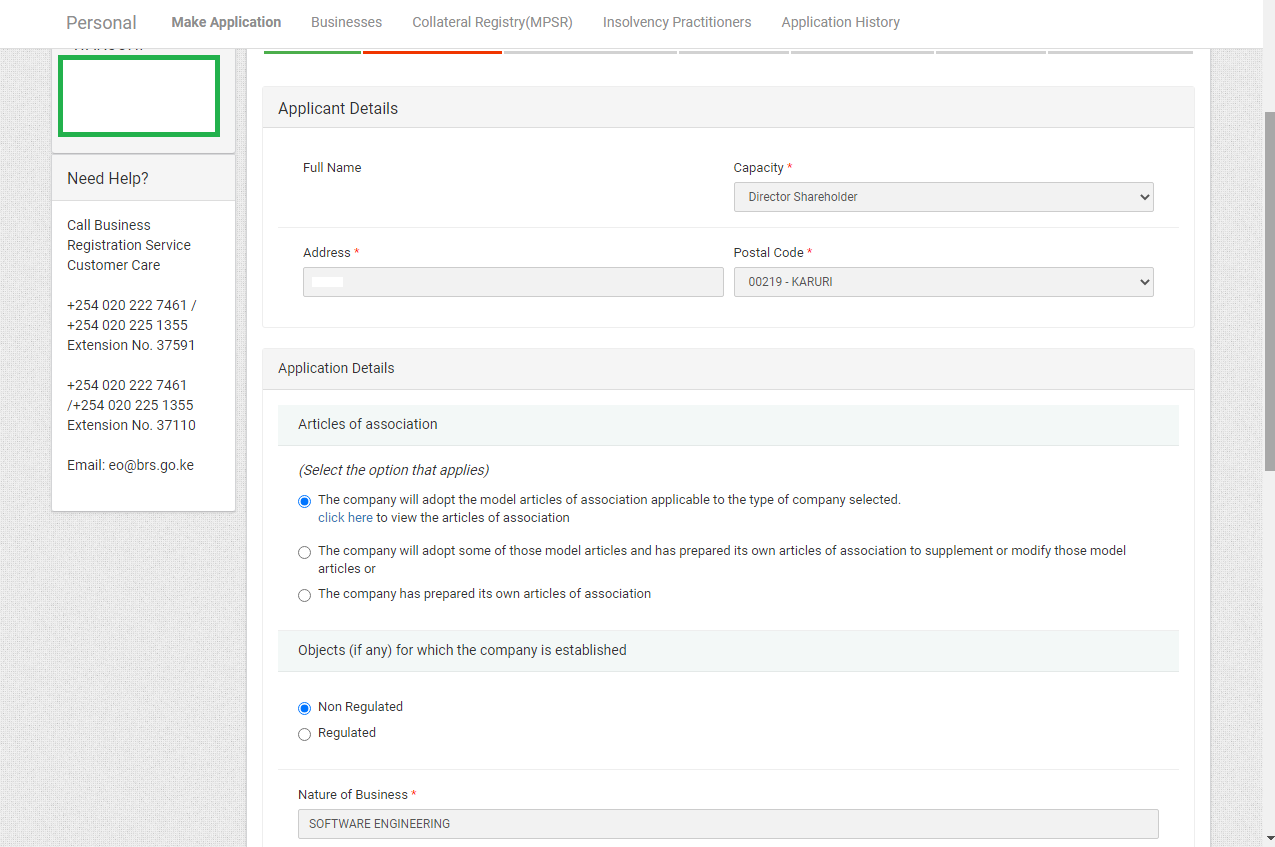 Personal Make Application Businesses Collateral Registry(MPSR) Insolvency Practitioners Application History
Need Help?
Call Business
Registration Service
Customer Care
+254 020 222 7461 /
+254 020 225 1355
Extension No. 37591
+254 020 222 7461
/+254 020 225 1355
Extension No. 37110
Email: eo@brs.go.ke
Applicant Details
Full Name
Capacity *
Director Shareholder
Address *
Postal Code *
00219 - KARURI
Application Details
Articles of association
(Select the option that applies)
The company will adopt the model articles of association applicable to the type of company selected.
click here to view the articles of association
The company will adopt some of those model articles and has prepared its own articles of association to supplement or modify those model
articles or
The company has prepared its own articles of association
Objects (if any) for which the company is established
Non Regulated
Regulated
Nature of Business *
SOFTWARE ENGINEERING